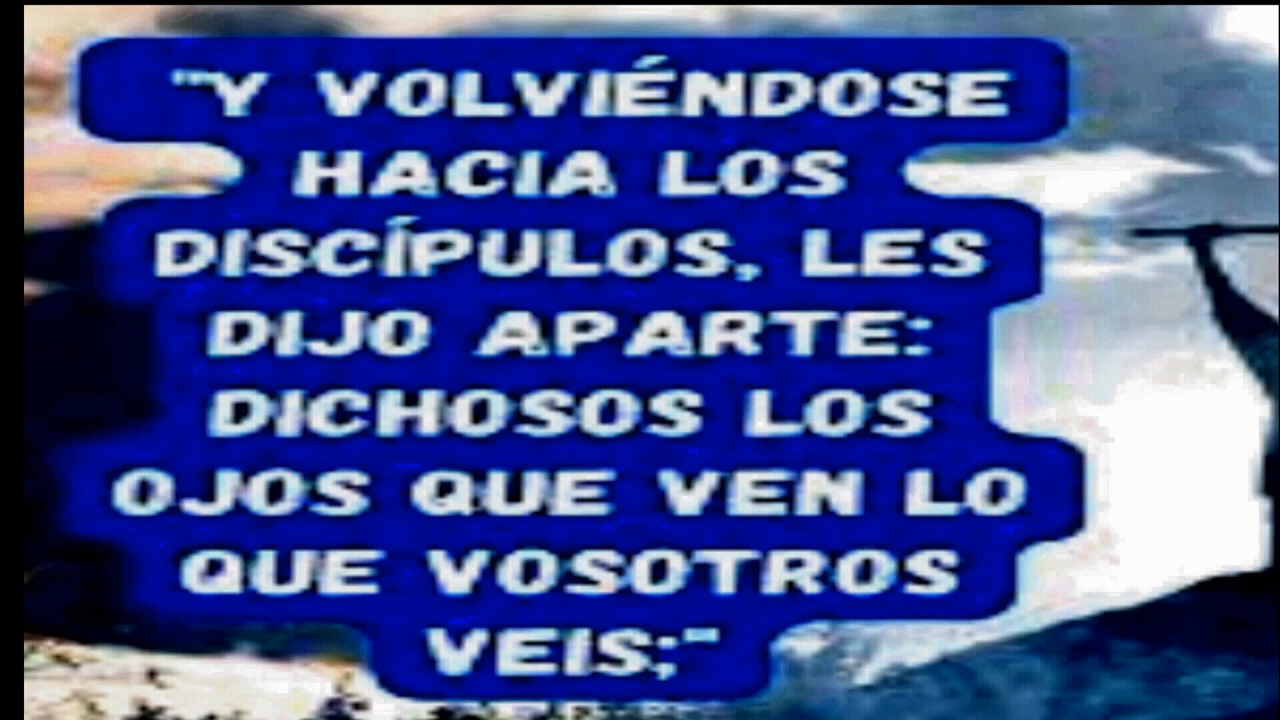 "Y VOLVIÉNDOSE
HACIA LOS
DISCÍPULOS, LES
DIJO APARTE:
DICHOSOS LOS
OJOS QUE VEN LO
QUE VOSOTROS
VEIS;"